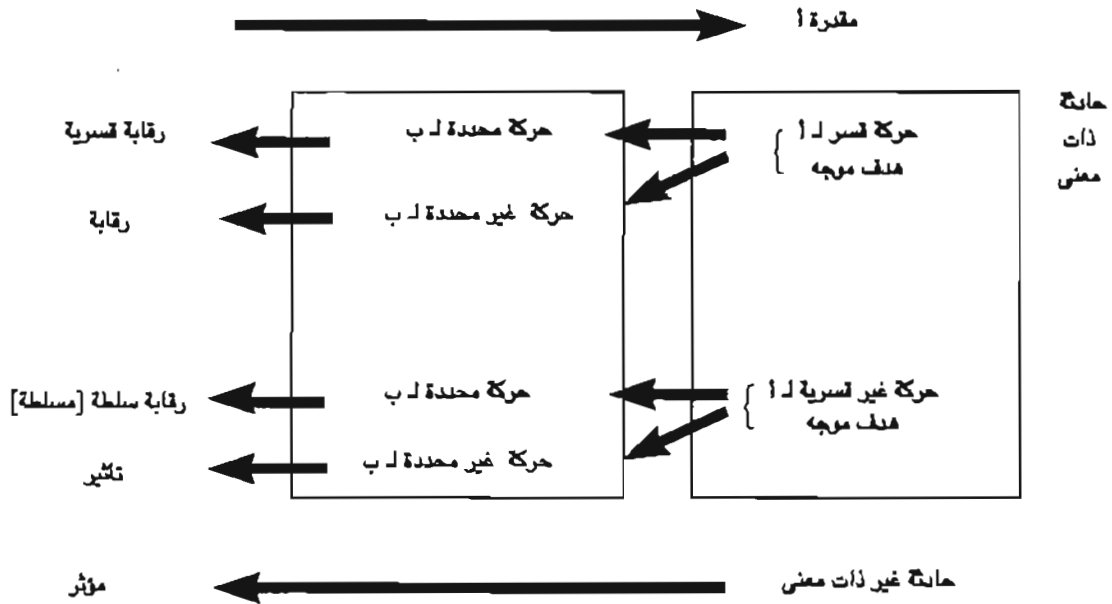 مقدرة أ
حادثة
ذات
معنى
حركة قسر لـ أ
هدف موجه
حركة محددة لـ ب
رقابة قسرية
حركة غير محددة لـ ب
رقابة
حركة غير قسرية لـ أ
هدف موجه
حركة محددة لـ ب
رقابة سلطة [مسلطة]
حركة غير محددة لـ ب
تأثير
حادثة غير ذات معنى
مؤثر